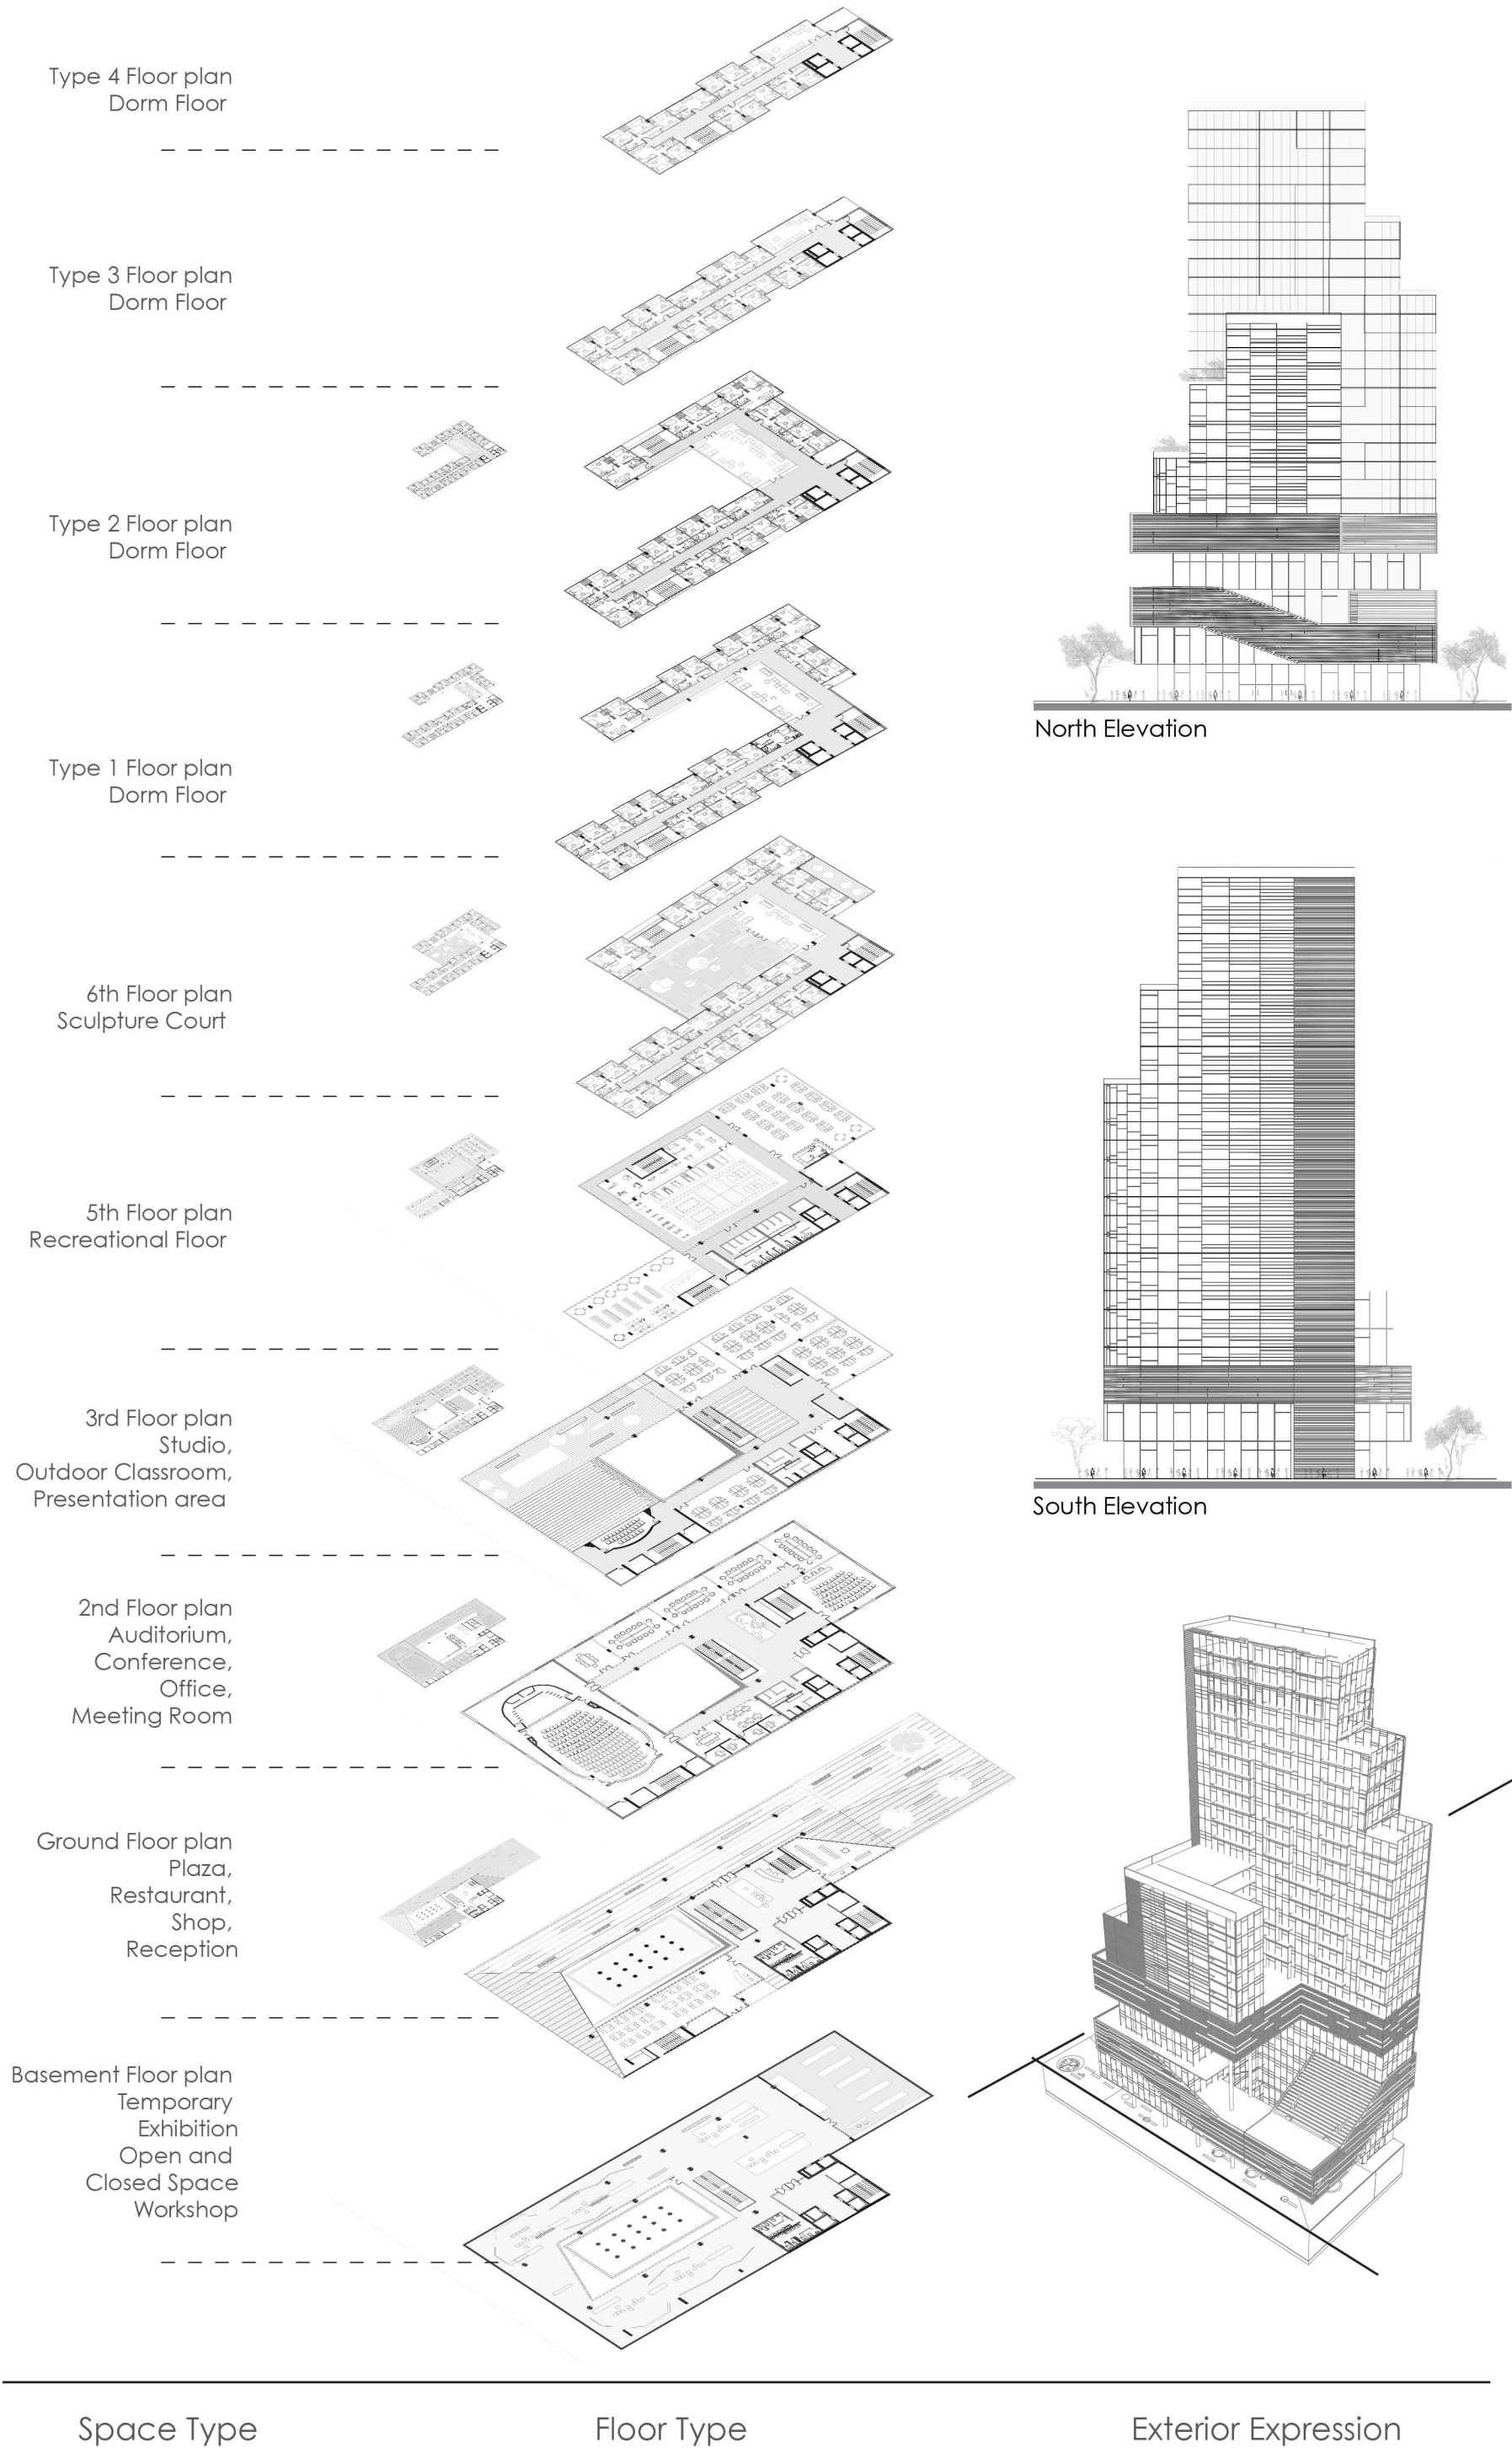 Type 4 Floor plan
Dorm Floor
Type 3 Floor plan
Dorm Floor
Type 2 Floor plan
Dorm Floor
Type 1 Floor plan
Dorm Floor
6th Floor plan
Sculpture Court
5th Floor plan
Recreational Floor
3rd Floor plan
Studio,
Outdoor Classroom,
Presentation area
2nd Floor plan
Auditorium,
Conference,
Office,
Meeting Room
Ground Floor plan
Plaza,
Restaurant,
Shop,
Reception
Basement Floor plan
Temporary
Exhibition
Open and
Closed Space
Workshop
North Elevation
South Elevation
Space Type
Floor Type
Exterior Expression